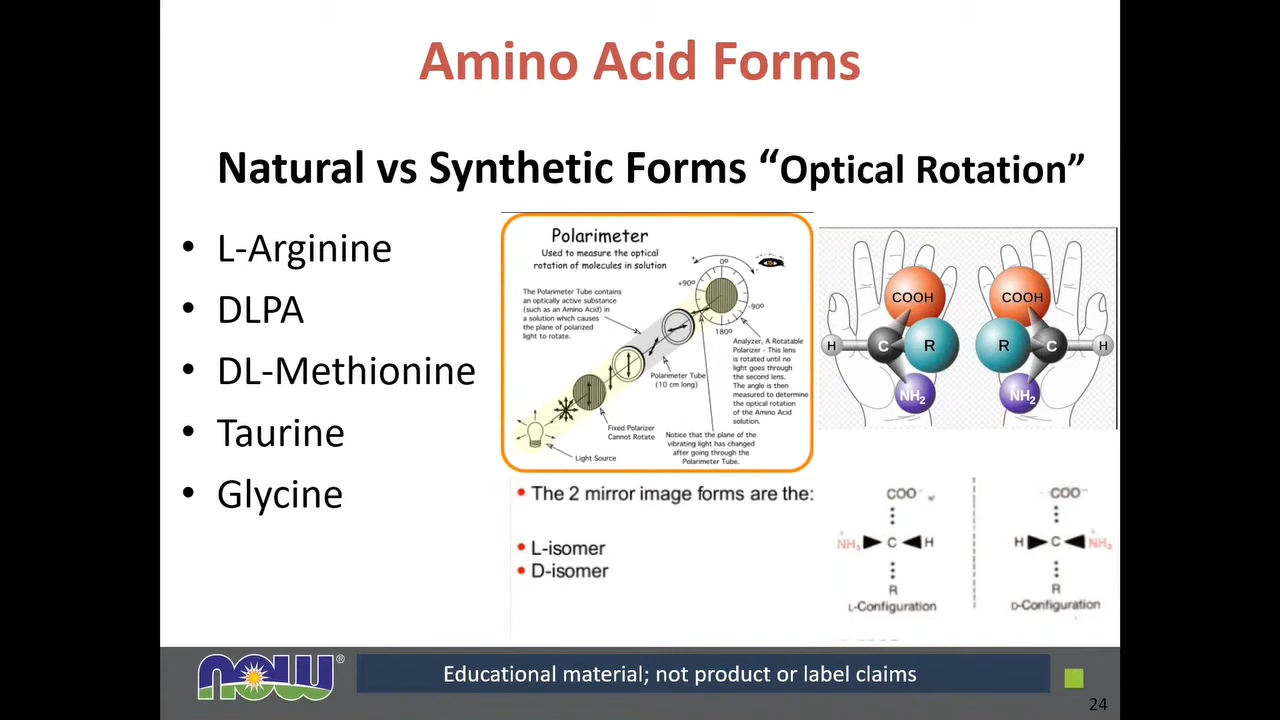 Amino Acid Forms
Natural vs Synthetic Forms “Optical Rotation”
• L-Arginine
• DLPA
• DL-Methionine
• Taurine
• Glycine
Polarimeter
Used to measure the optical
rotation of molecules in solution
The Polarimeter Tube contains
an optically active substance
(such as an Amino Acid) in
a solution which causes
the plane of polarized
light to rotate.
+ 0º -
+90º
-90º
180º
Analyzer, A Rotatable
Polarizer - This lens
is rotated until no
light goes through
the second lens.
The angle is then
measured to determine
the optical rotation
of the Amino Acid
solution.
Polarimeter Tube
(10 cm long)
Fixed Polarizer
Cannot Rotate
Notice that the plane of the
vibrating light has changed
after going through the
Polarimeter Tube.
Light Source
COOH COOH
H C R R C H
NH2 NH2
• The 2 mirror image forms are the:
• L-isomer
• D-isomer
COO⁻ COO⁻
NH₃⁺ C H H C NH₂⁺
R R
L-Configuration D-Configuration
NOW®
Educational material; not product or label claims
24